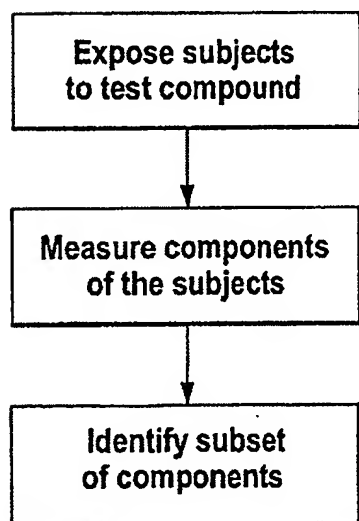 Expose subjects
to test compound
Measure components
of the subjects
Identify subset
of components